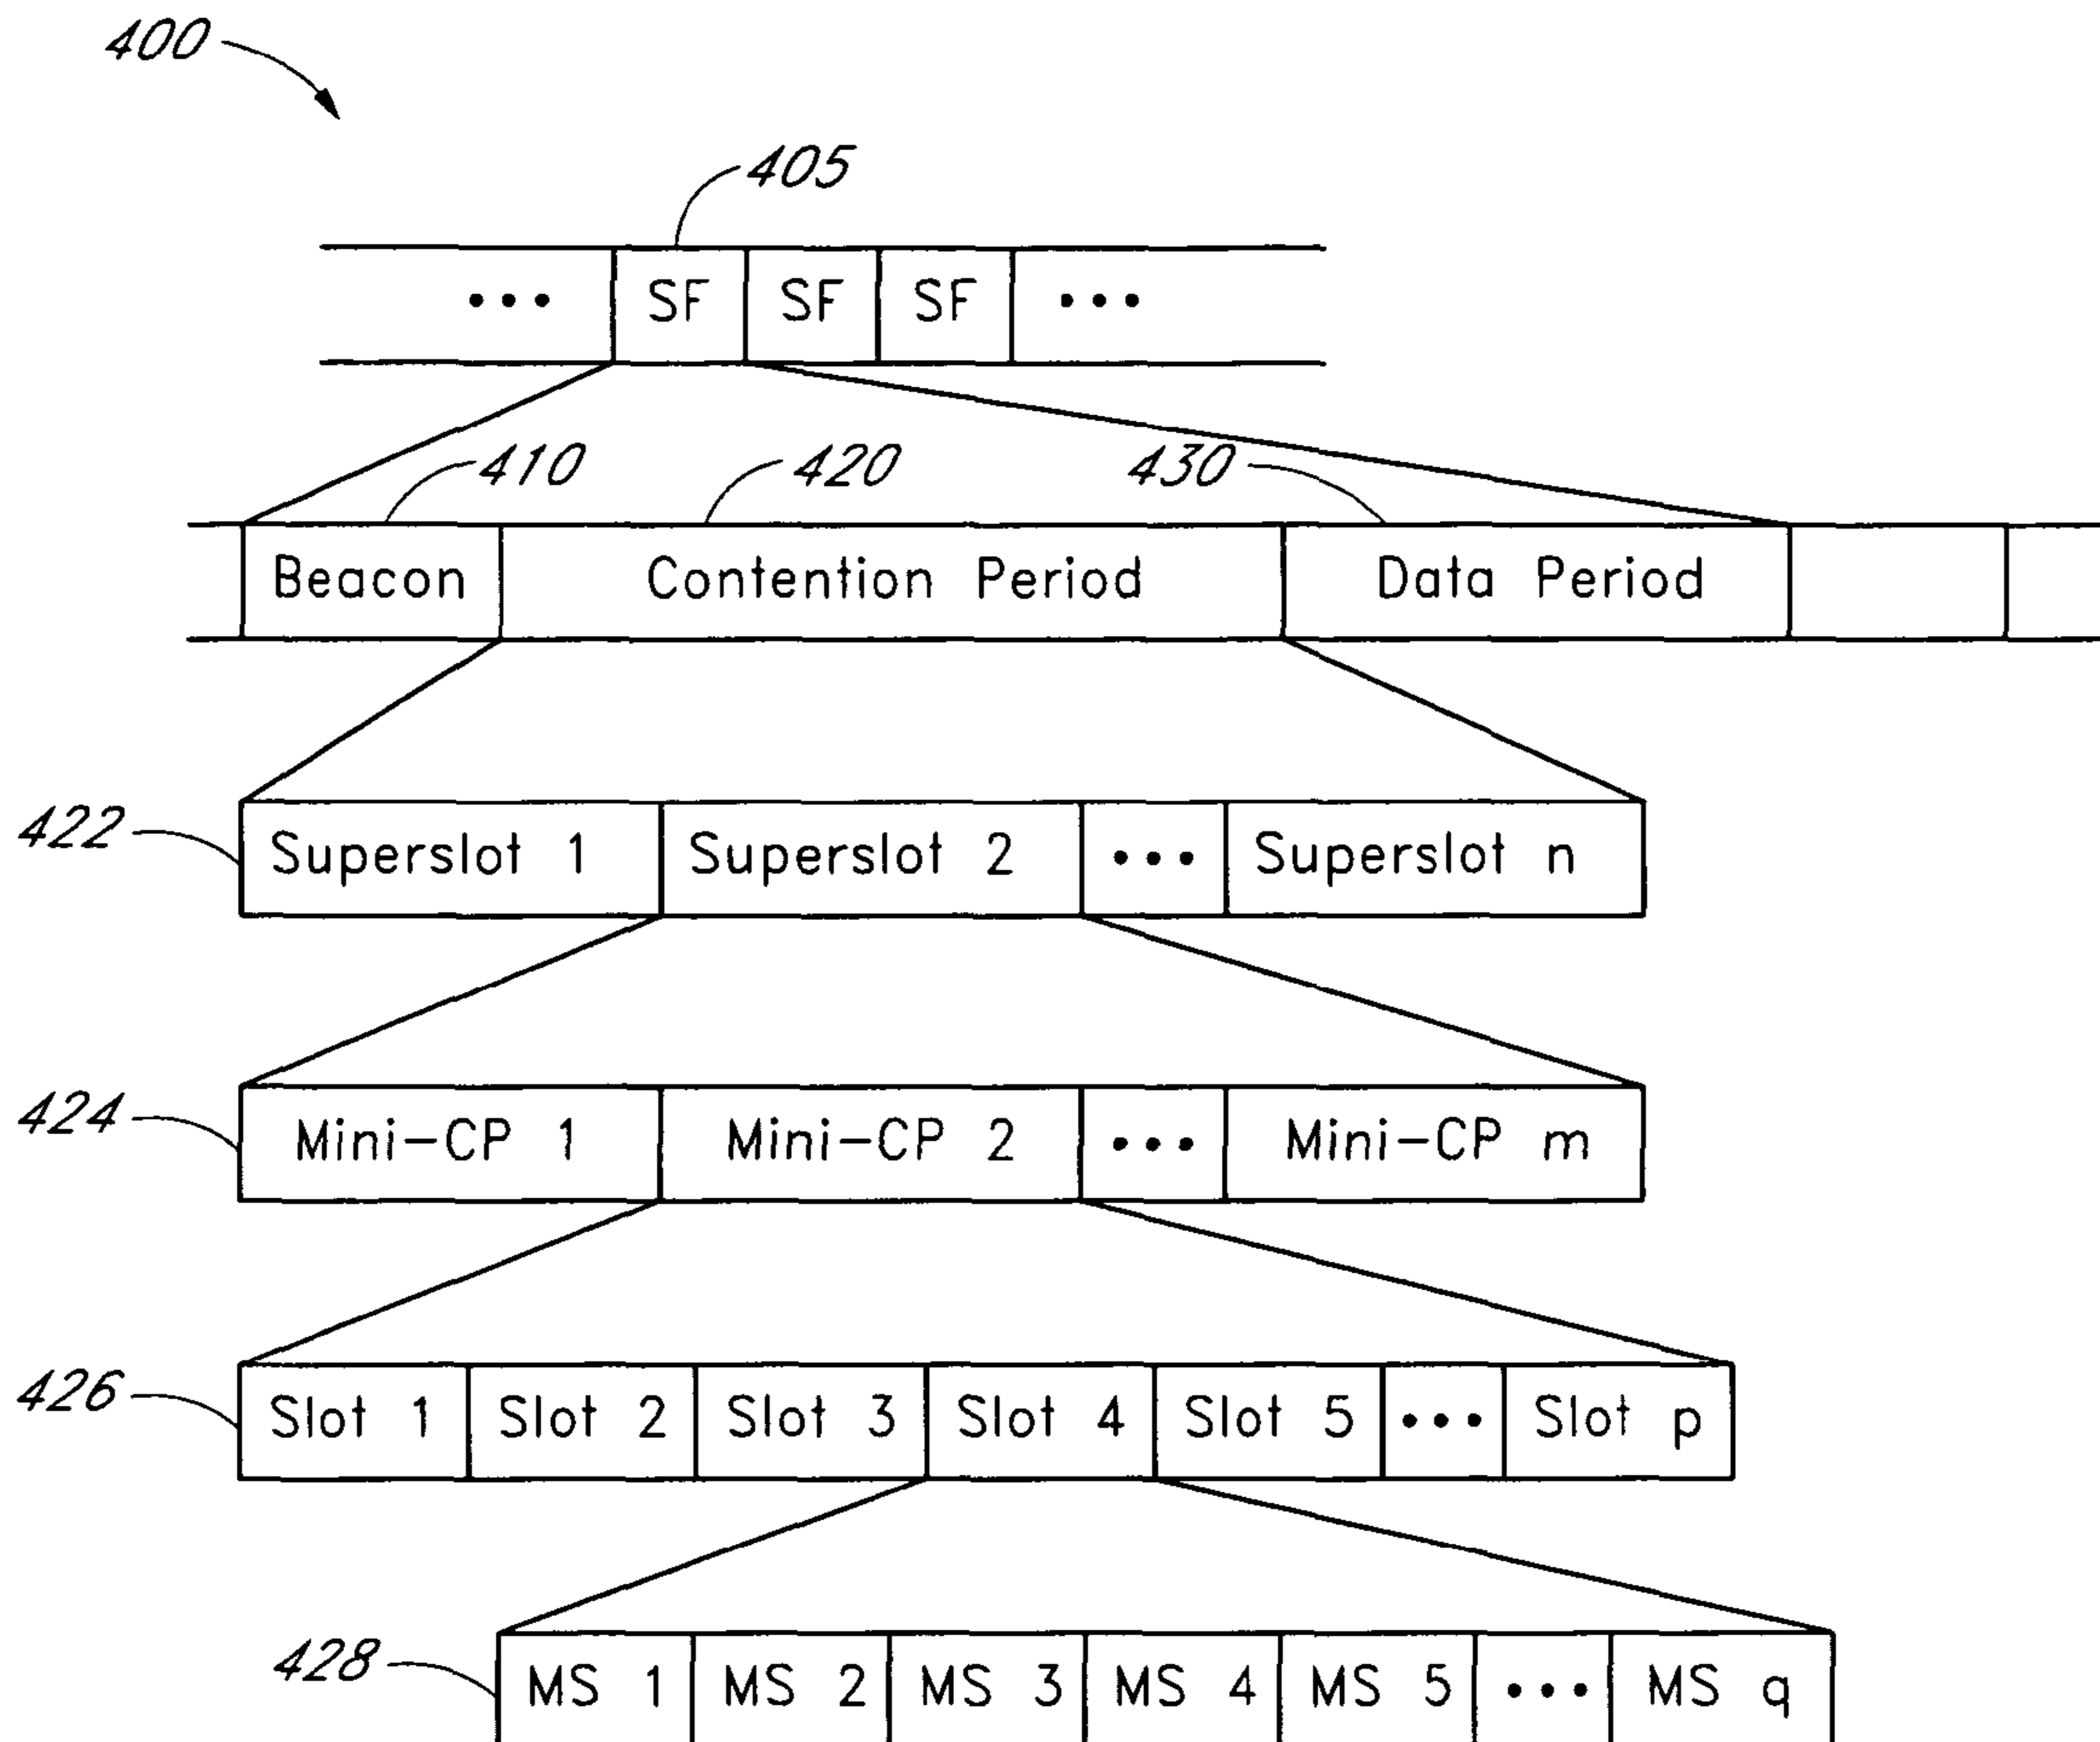 400
405
••• SF SF SF •••
410 420 430
Beacon Contention Period Data Period
422 Superslot 1 Superslot 2 ••• Superslot n
424 Mini-CP 1 Mini-CP 2 ••• Mini-CP m
426 Slot 1 Slot 2 Slot 3 Slot 4 Slot 5 ••• Slot p
428 MS 1 MS 2 MS 3 MS 4 MS 5 ••• MS q